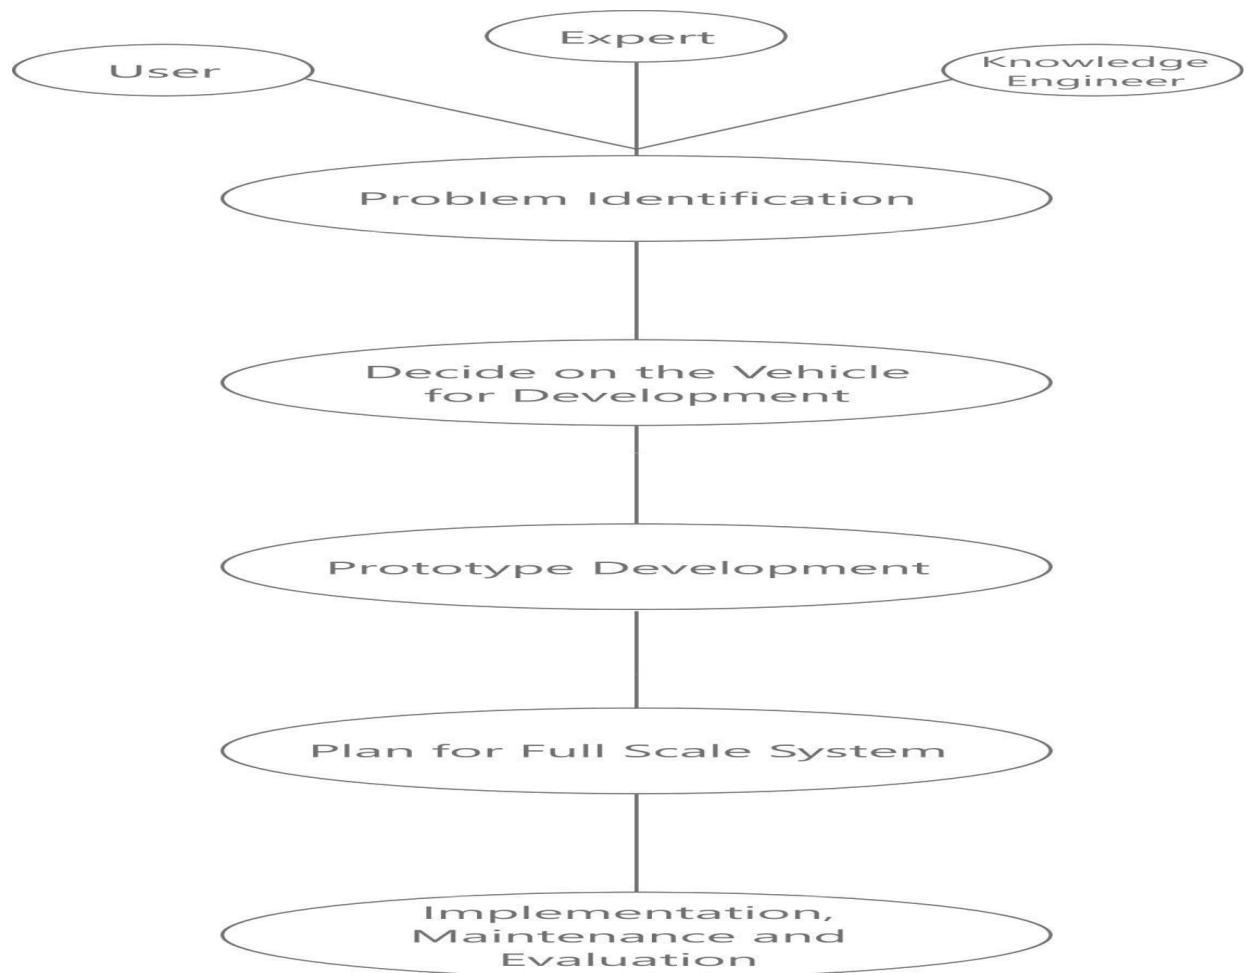 User
Expert
Knowledge
Engineer
Problem Identification
Decide on the Vehicle
for Development
Prototype Development
Plan for Full Scale System
Implementation,
Maintenance and
Evaluation